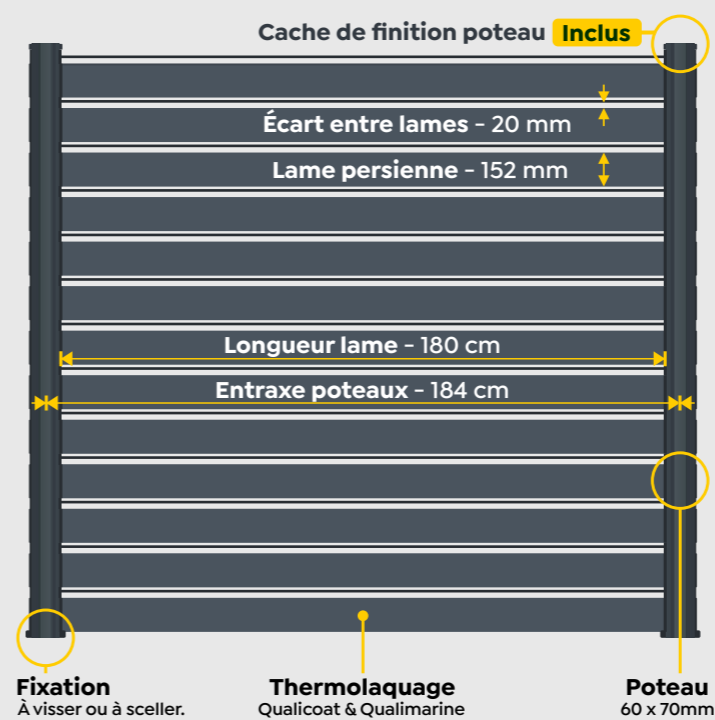 Cache de finition poteau Inclus
Écart entre lames - 20 mm
Lame persienne - 152 mm
Longueur lame - 180 cm
Entraxe poteaux - 184 cm
Fixation
À visser ou à sceller.
Thermolaquage
Qualicoat & Qualimarine
Poteau
60 x 70mm